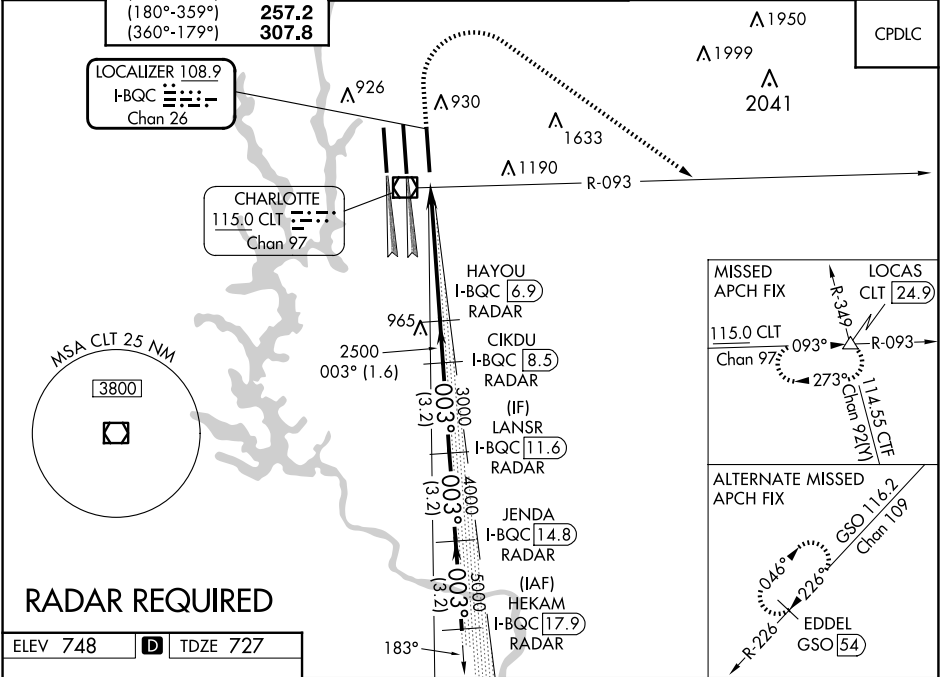 (180°-359°) 257.2
(360°-179°) 307.8
CPDLC
1950
1999
2041
LOCALIZER 108.9
I-BQC
Chan 26
926
930
1633
1190
R-093
CHARLOTTE
115.0 CLT
Chan 97
HAYOU
I-BQC 6.9
RADAR
965
2500
003° (1.6)
CIKDU
I-BQC 8.5
RADAR
3000
003°
(3.2)
(IF)
LANSR
I-BQC 11.6
RADAR
4000
003°
(3.2)
JENDA
I-BQC 14.8
RADAR
5000
003°
(3.2)
(IAF)
HEKAM
I-BQC 17.9
RADAR
183°
MSA CLT 25 NM
3800
MISSED
APCH FIX
LOCAS
CLT 24.9
R-349
115.0 CLT
Chan 97
093°
R-093
273°
114.55 CTF
Chan 92(Y)
ALTERNATE MISSED
APCH FIX
GSO 116.2
Chan 109
046°
226°
R-226
EDDEL
GSO 54
RADAR REQUIRED
ELEV 748 D TDZE 727